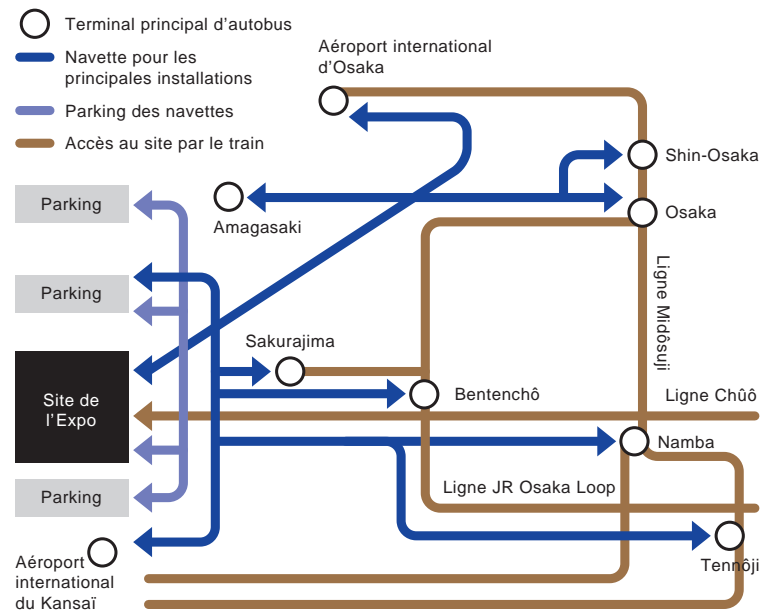 Terminal principal d'autobus
Navette pour les
principales installations
Parking des navettes
Accès au site par le train
Aéroport international
d'Osaka
Shin-Osaka
Parking
Amagasaki
Osaka
Ligne Midôsuji
Parking
Sakurajima
Site de
l'Expo
Bentenchô
Ligne Chûô
Namba
Parking
Ligne JR Osaka Loop
Aéroport
international
du Kansaï
Tennôji